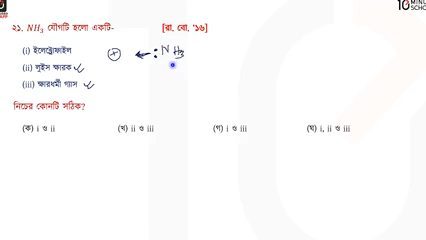 10 MINUTE SCHOOL
২১. NH₃ যৌগটি হলো একটি- [রা. বো. '১৬]
(i) ইলেক্ট্রোফাইল
(ii) লুইস ক্ষারক
(iii) ক্ষারধর্মী গ্যাস
+ ← : NH₃
নিচের কোনটি সঠিক?
(ক) i ও ii (খ) ii ও iii (গ) i ও iii (ঘ) i, ii ও iii